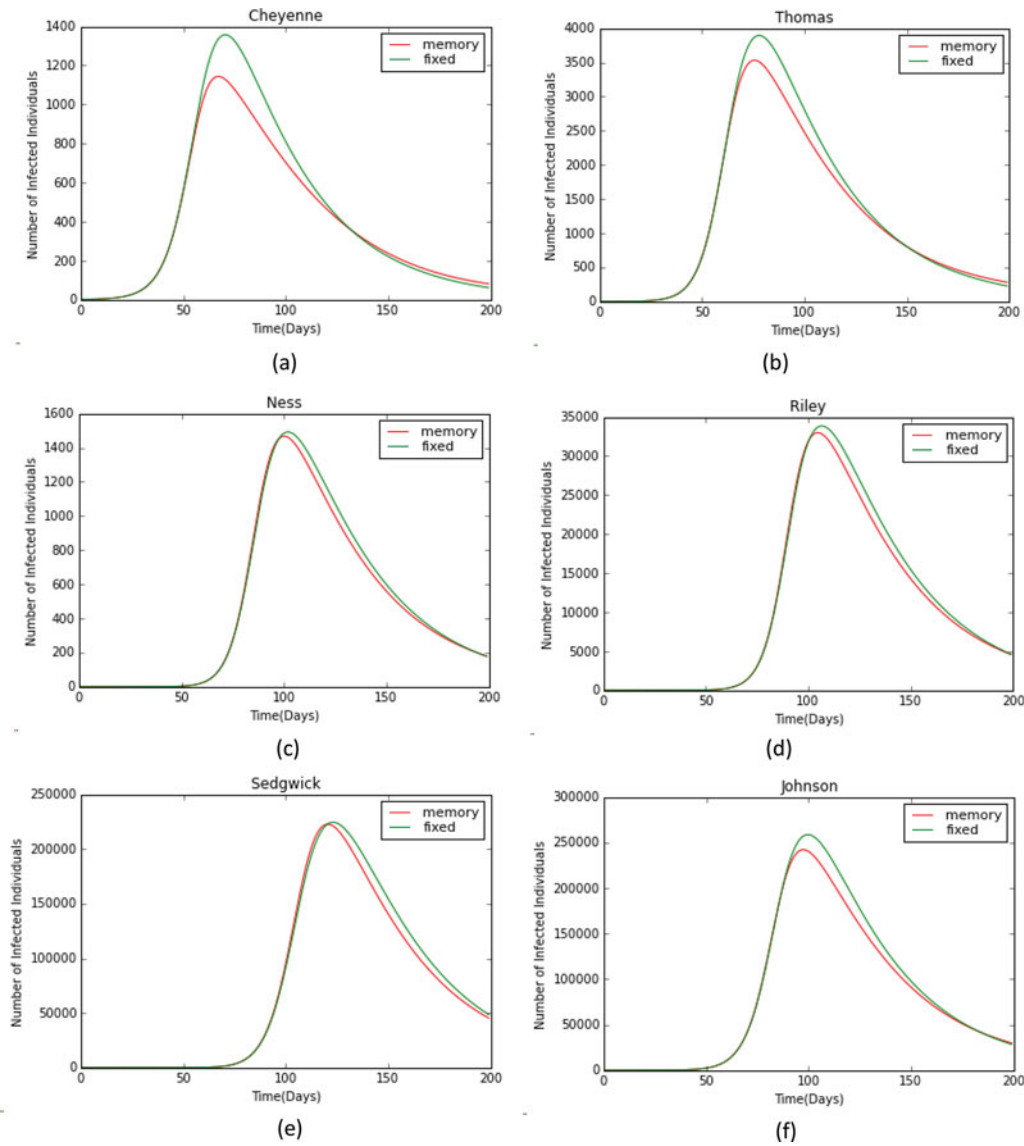 Cheyenne
1400
1200
1000
800
600
400
200
0
Number of Infected Individuals
memory
fixed
0 50 100 150 200
Time(Days)
(a)
Thomas
4000
3500
3000
2500
2000
1500
1000
500
0
Number of Infected Individuals
memory
fixed
0 50 100 150 200
Time(Days)
(b)
Ness
1600
1400
1200
1000
800
600
400
200
0
Number of Infected Individuals
memory
fixed
0 50 100 150 200
Time(Days)
(c)
Riley
35000
30000
25000
20000
15000
10000
5000
0
Number of Infected Individuals
memory
fixed
0 50 100 150 200
Time(Days)
(d)
Sedgwick
250000
200000
150000
100000
50000
0
Number of Infected Individuals
memory
fixed
0 50 100 150 200
Time(Days)
(e)
Johnson
300000
250000
200000
150000
100000
50000
0
Number of Infected Individuals
memory
fixed
0 50 100 150 200
Time(Days)
(f)